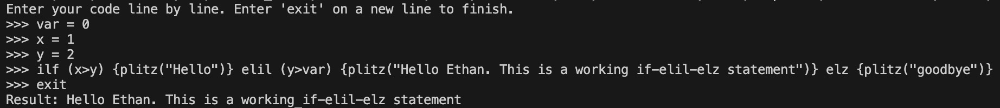 Enter your code line by line. Enter 'exit' on a new line to finish.
>>> var = 0
>>> x = 1
>>> y = 2
>>> ilf (x>y) {plitz("Hello")} elil (y>var) {plitz("Hello Ethan. This is a working if-elil-elz statement")} elz {plitz("goodbye")}
>>> exit
Result: Hello Ethan. This is a working if-elil-elz statement